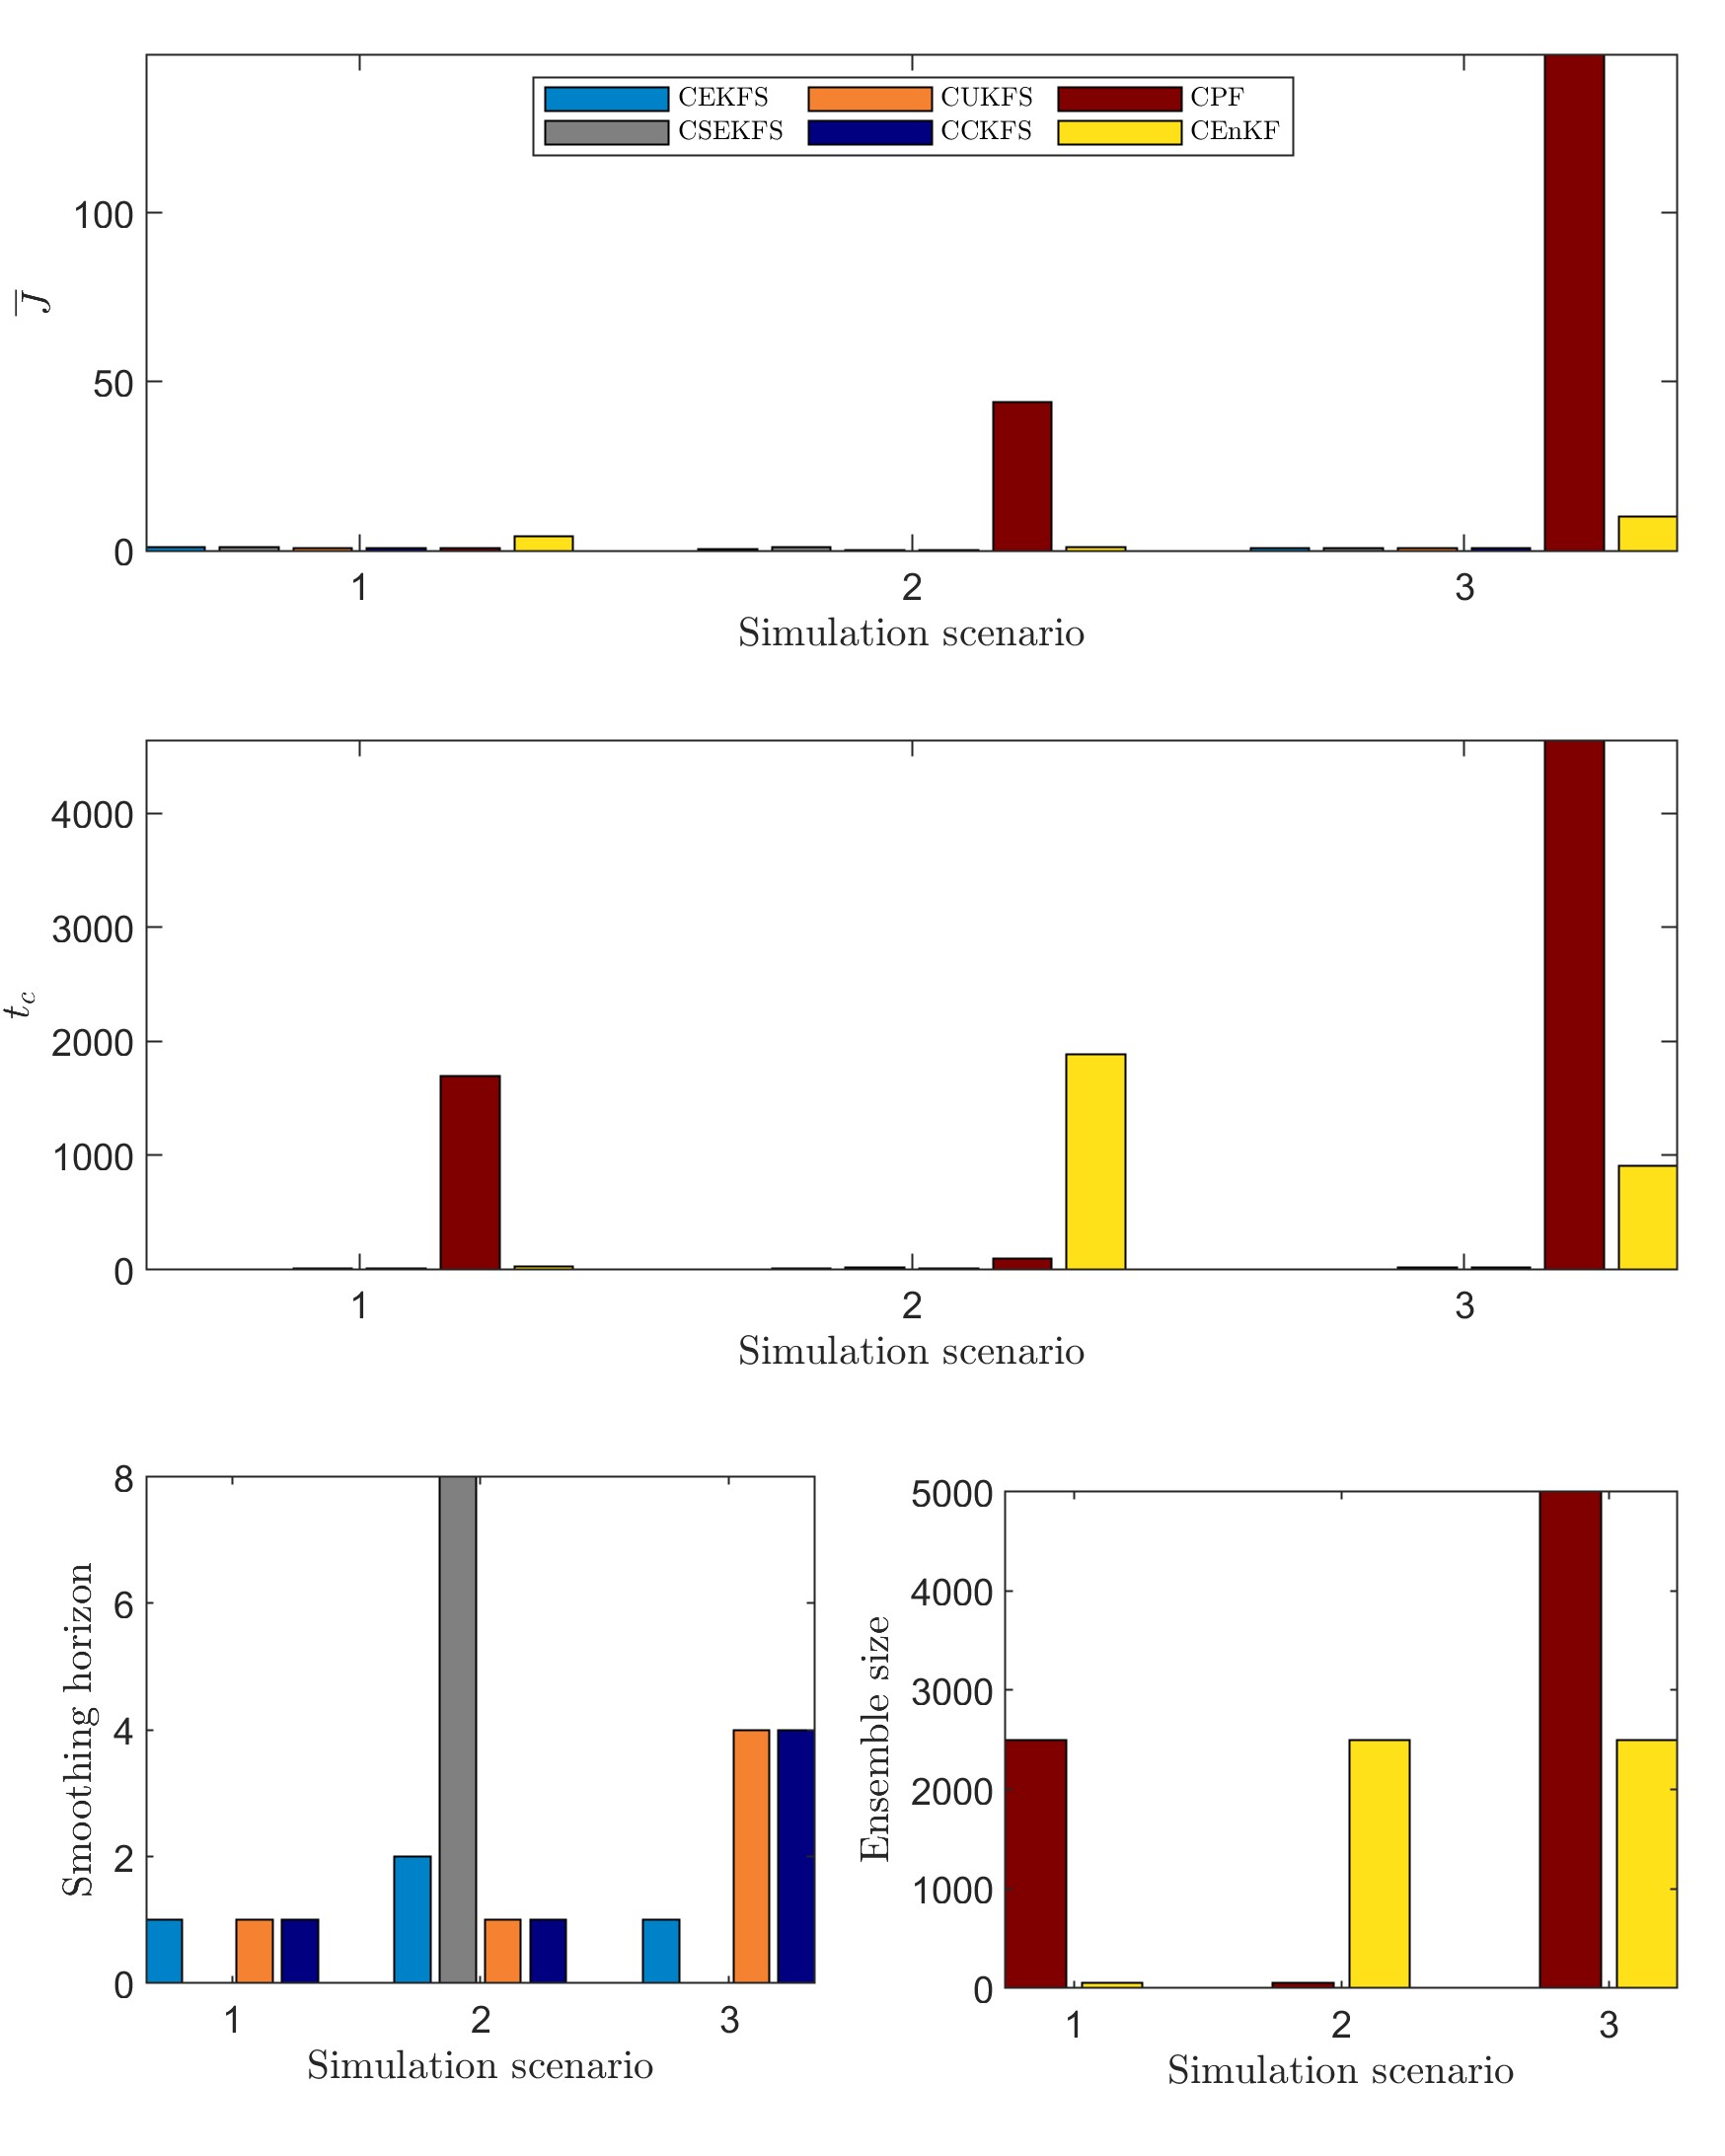 CEKFS CUKFS CPF
CSEKFS CCKFS CEnKF
100
50
0
J̅
1 2 3
Simulation scenario
4000
3000
2000
1000
0
t_c
1 2 3
Simulation scenario
8
6
4
2
0
Smoothing horizon
1 2 3
Simulation scenario
5000
4000
3000
2000
1000
0
Ensemble size
1 2 3
Simulation scenario